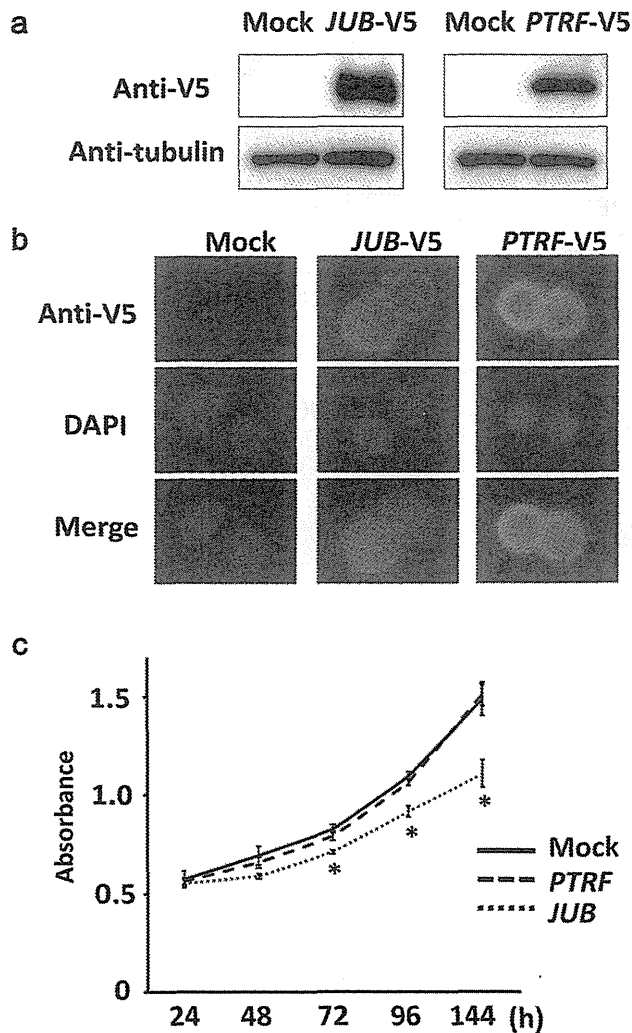 a
Mock JUB-V5 Mock PTRF-V5
Anti-V5
Anti-tubulin
b
Mock JUB-V5 PTRF-V5
Anti-V5
DAPI
Merge
c
Absorbance
1.5
1.0
0.5
0
*
*
*
Mock
PTRF
JUB
24 48 72 96 144 (h)